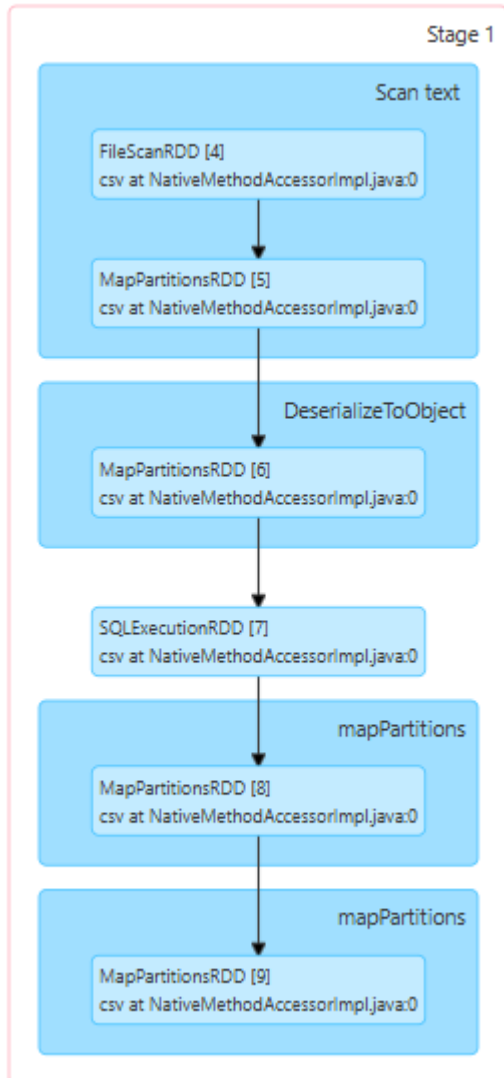 Stage 1
Scan text
FileScanRDD [4]
csv at NativeMethodAccessorImpl.java:0
MapPartitionsRDD [5]
csv at NativeMethodAccessorImpl.java:0
DeserializeToObject
MapPartitionsRDD [6]
csv at NativeMethodAccessorImpl.java:0
SQLExecutionRDD [7]
csv at NativeMethodAccessorImpl.java:0
mapPartitions
MapPartitionsRDD [8]
csv at NativeMethodAccessorImpl.java:0
mapPartitions
MapPartitionsRDD [9]
csv at NativeMethodAccessorImpl.java:0